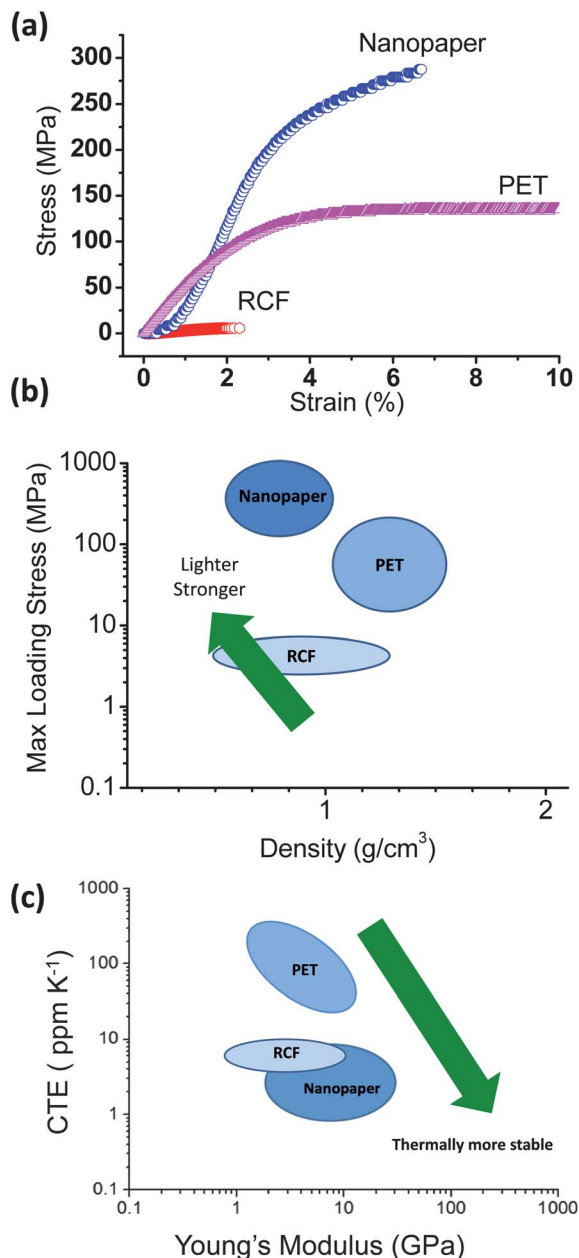 (a)
Nanopaper
PET
RCF
300
250
200
150
100
50
0
Stress (MPa)
0 2 4 6 8 10
Strain (%)
(b)
1000
100
10
1
0.1
Max Loading Stress (MPa)
Nanopaper
PET
Lighter
Stronger
RCF
1 2
Density (g/cm³)
(c)
1000
100
10
1
0.1
CTE ( ppm K⁻¹)
PET
RCF
Nanopaper
Thermally more stable
0.1 1 10 100 1000
Young's Modulus (GPa)